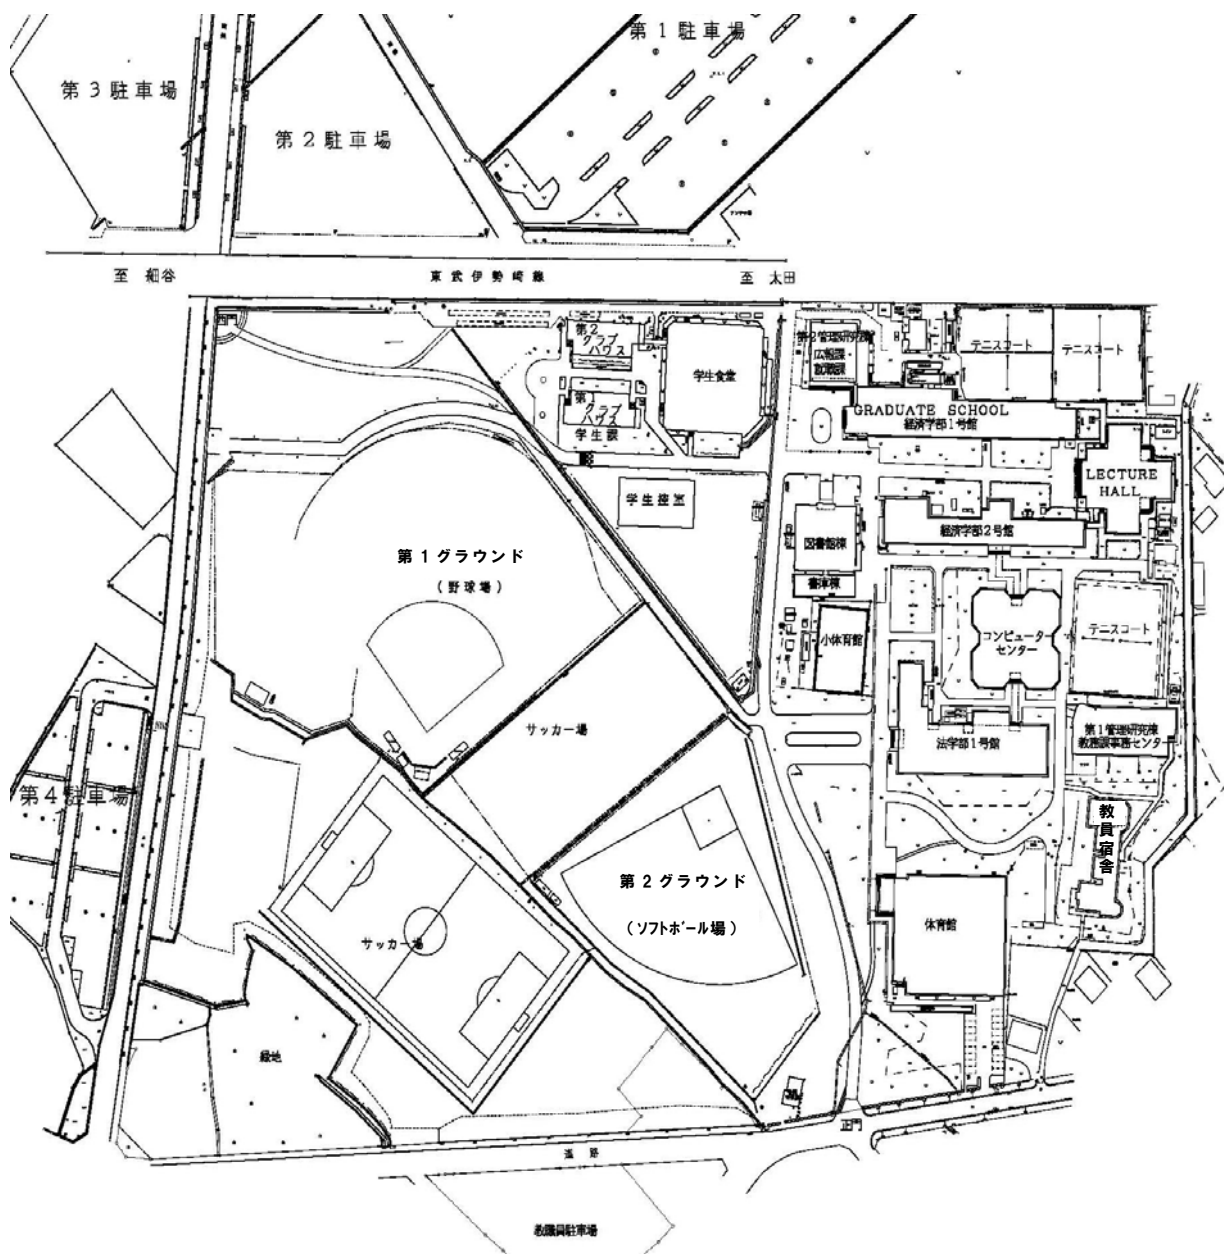 第1駐車場
第3駐車場
第2駐車場
至 細谷
東武伊勢崎線
至 太田
第2
クラブ
ハウス
学生食堂
第2管理研究館
広報課・
就職課
テニスコート
テニスコート
第1
クラブ
ハウス
学生課
GRADUATE SCHOOL
経済学部1号館
LECTURE
HALL
学生控室
図書館棟
経済学部2号館
第1グラウンド
(野球場)
書庫棟
小体育館
コンピューター
センター
テニスコート
サッカー場
法学部1号館
第1管理研究棟
教務課事務センター
第4駐車場
教員宿舎
第2グラウンド
(ソフトボール場)
サッカー場
体育館
緑地
正門
道路
教職員駐車場